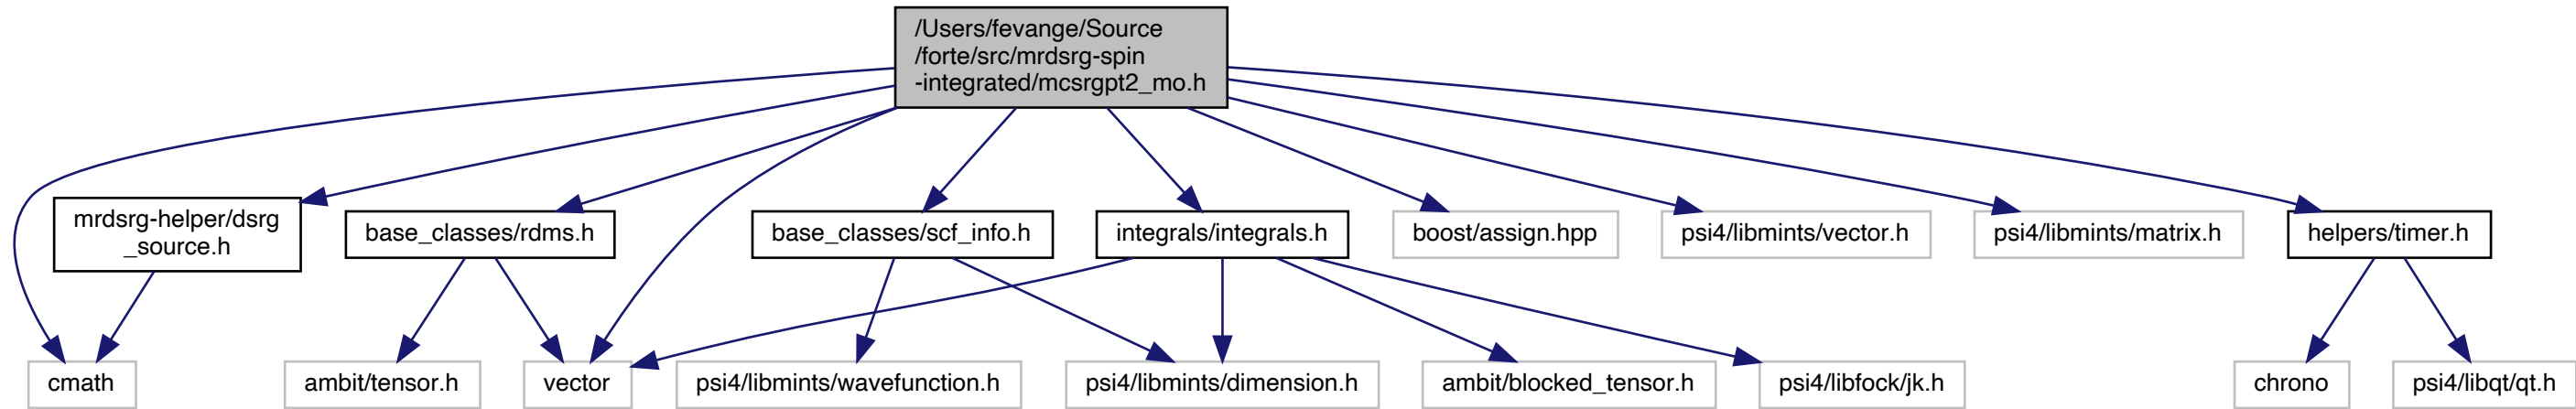 /Users/fevange/Source
/forte/src/mrdsrg-spin
-integrated/mcsrgpt2_mo.h
mrdsrg-helper/dsrg
_source.h
base_classes/rdms.h
base_classes/scf_info.h
integrals/integrals.h
boost/assign.hpp
psi4/libmints/vector.h
psi4/libmints/matrix.h
helpers/timer.h
cmath
ambit/tensor.h
vector
psi4/libmints/wavefunction.h
psi4/libmints/dimension.h
ambit/blocked_tensor.h
psi4/libfock/jk.h
chrono
psi4/libqt/qt.h